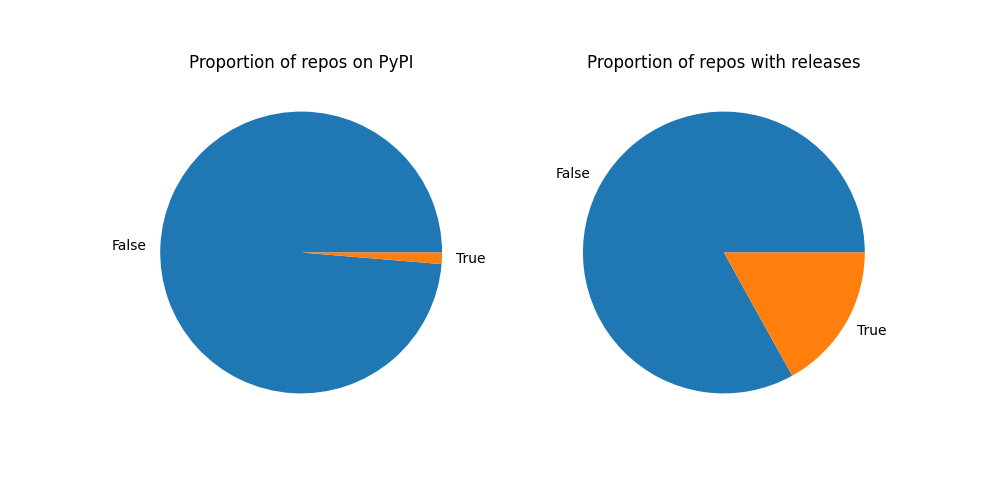 Proportion of repos on PyPI
False
True
Proportion of repos with releases
False
True